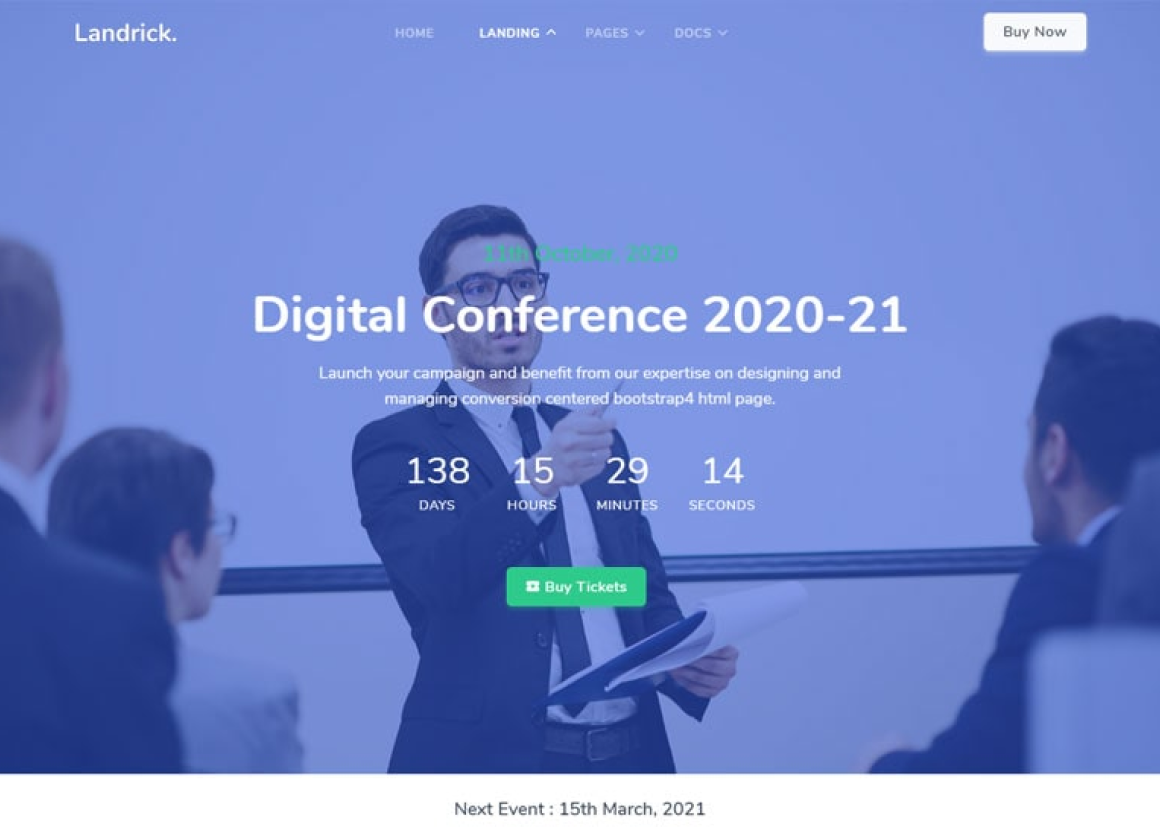 Landrick.
HOME LANDING PAGES DOCS
Buy Now
11th October, 2020
Digital Conference 2020-21
Launch your campaign and benefit from our expertise on designing and
managing conversion centered bootstrap4 html page.
138 15 29 14
DAYS HOURS MINUTES SECONDS
Buy Tickets
Next Event : 15th March, 2021